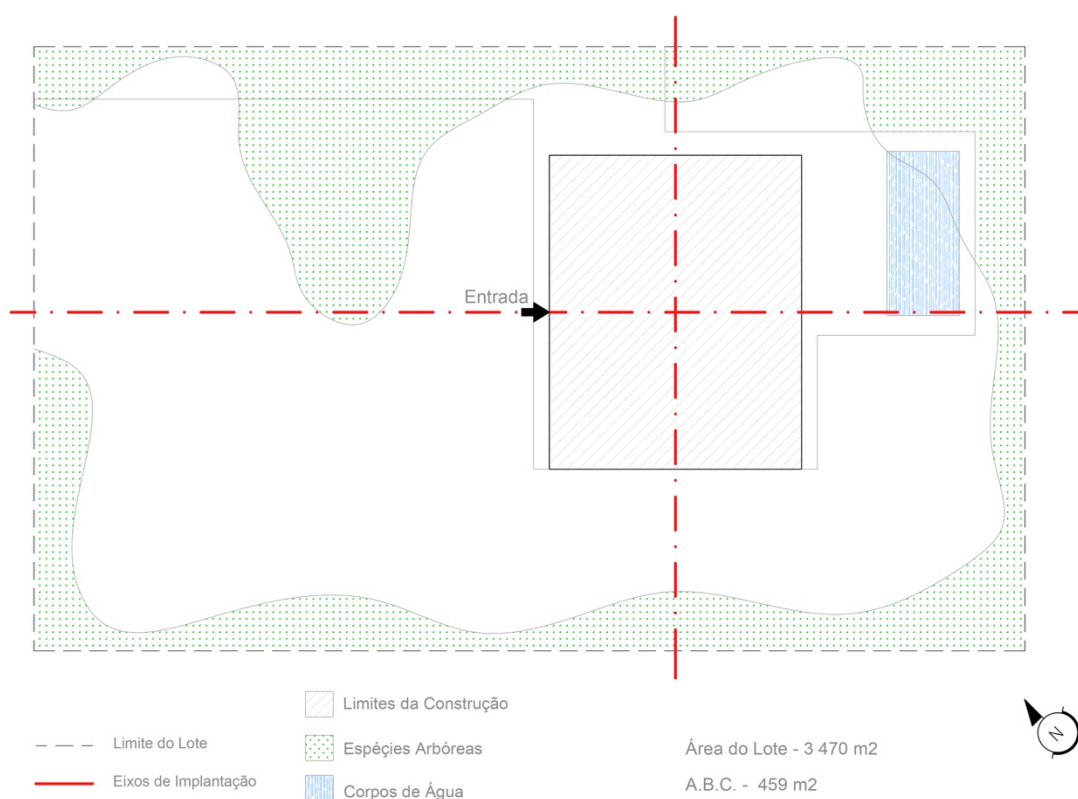 Entrada
Limites da Construção
Limite do Lote
Espéçies Arbóreas
Área do Lote - 3 470 m2
Eixos de Implantação
Corpos de Água
A.B.C. - 459 m2
N